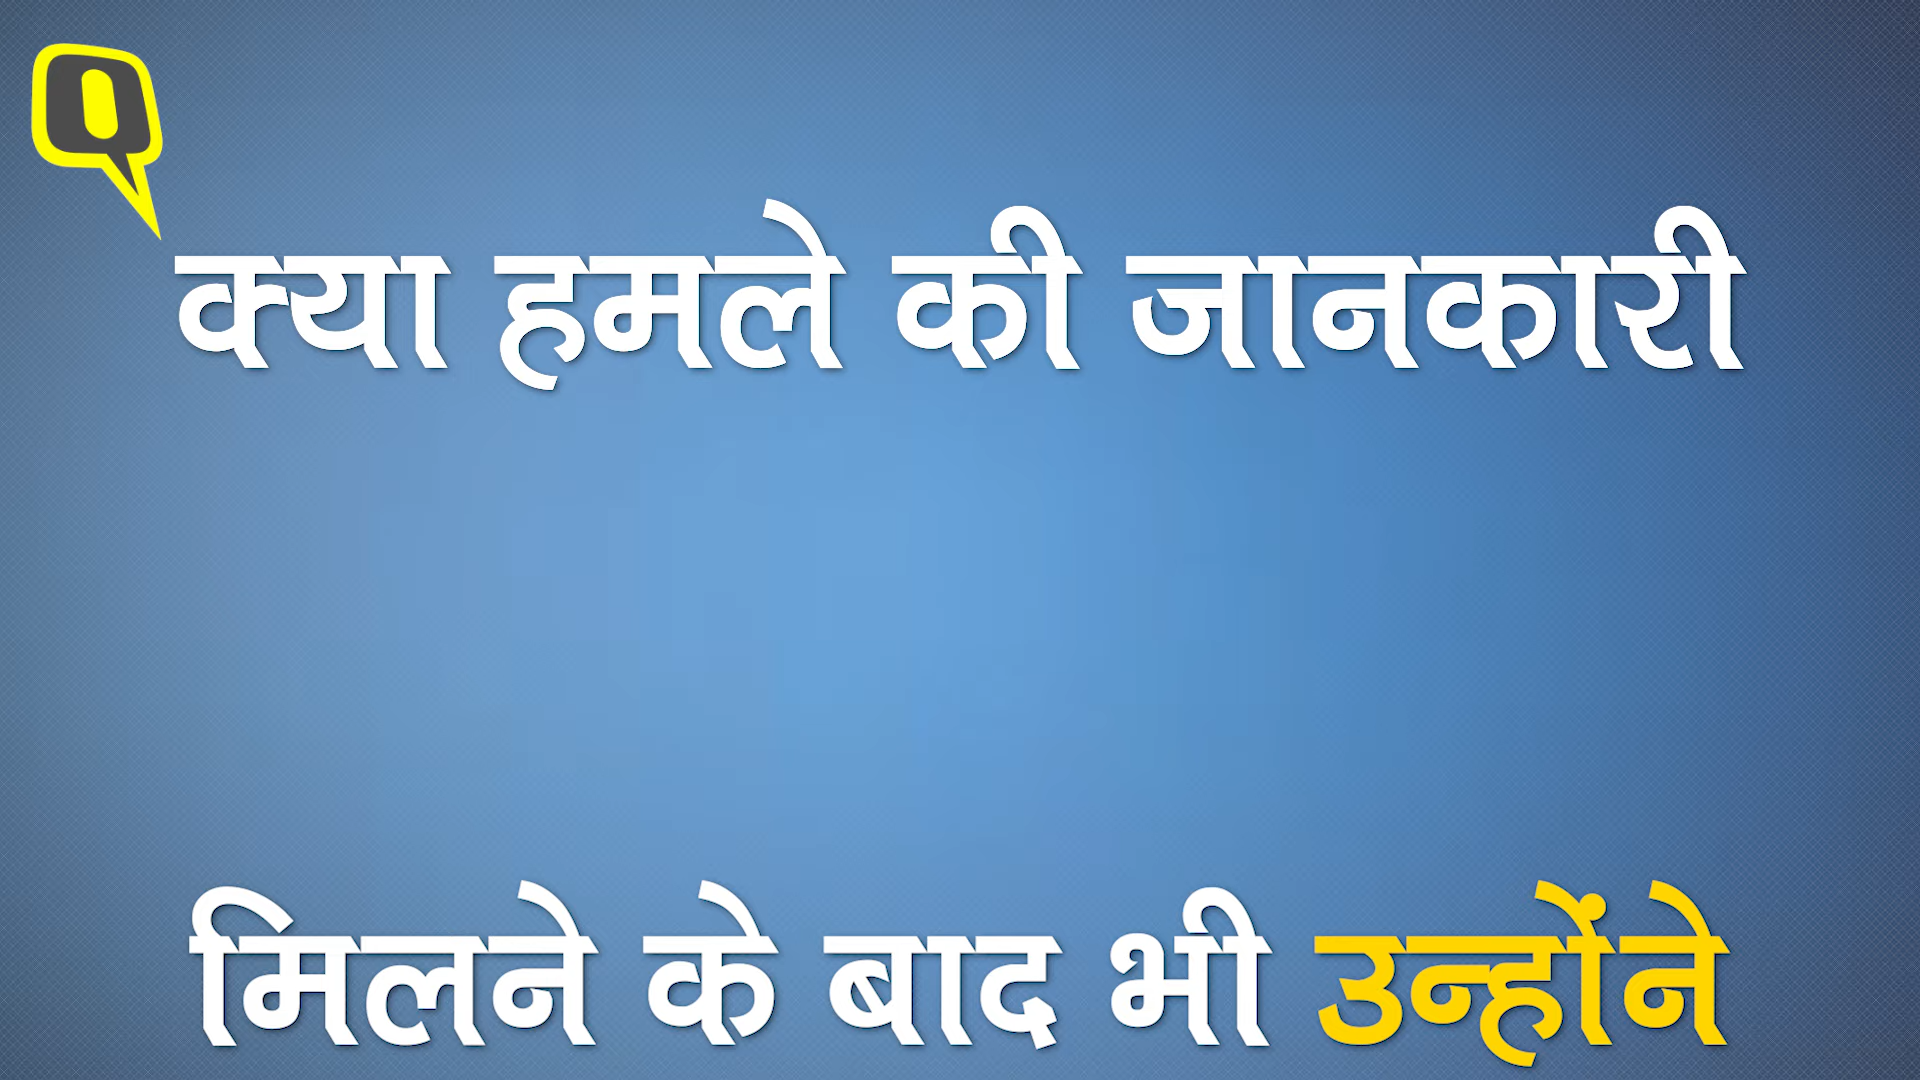 क्या हमले की जानकारी
मिलने के बाद भी उन्होंने